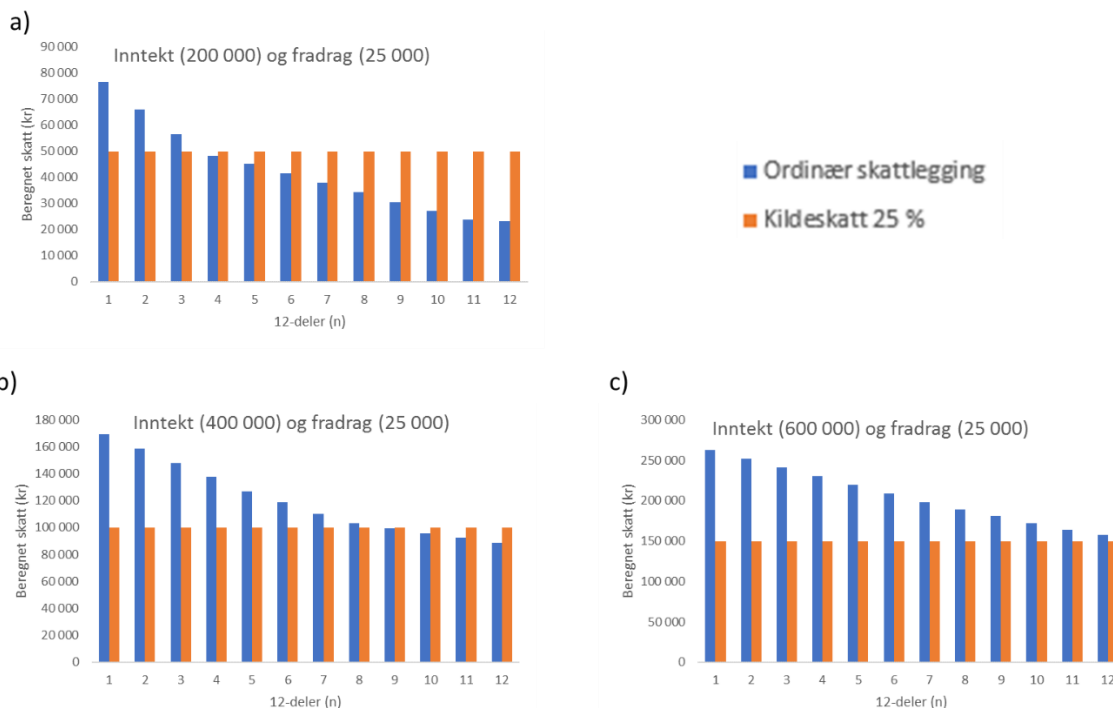 a)
Inntekt (200 000) og fradrag (25 000)
Beregnet skatt (kr)
90 000
80 000
70 000
60 000
50 000
40 000
30 000
20 000
10 000
0
1 2 3 4 5 6 7 8 9 10 11 12
12-deler (n)
Ordinær skattlegging
Kildeskatt 25 %
b)
Inntekt (400 000) og fradrag (25 000)
Beregnet skatt (kr)
180 000
160 000
140 000
120 000
100 000
80 000
60 000
40 000
20 000
0
1 2 3 4 5 6 7 8 9 10 11 12
12-deler (n)
c)
Inntekt (600 000) og fradrag (25 000)
Beregnet skatt (kr)
300 000
250 000
200 000
150 000
100 000
50 000
0
1 2 3 4 5 6 7 8 9 10 11 12
12-deler (n)